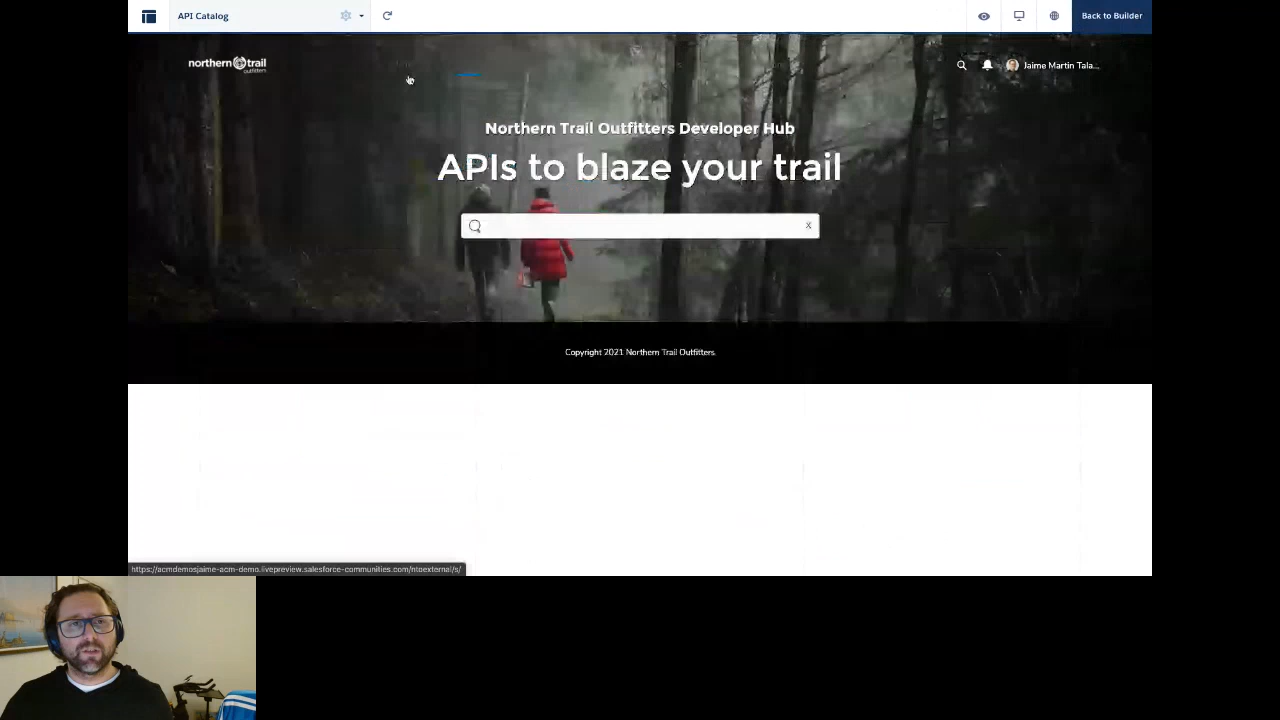 API Catalog
Back to Builder
northern trail
outfitters
Jaime Martin Tala...
Northern Trail Outfitters Developer Hub
APIs to blaze your trail
x
Copyright 2021 Northern Trail Outfitters.
https://acmdemosjaime-acm-demo.livepreview.salesforce-communities.com/ntoexternal/s/